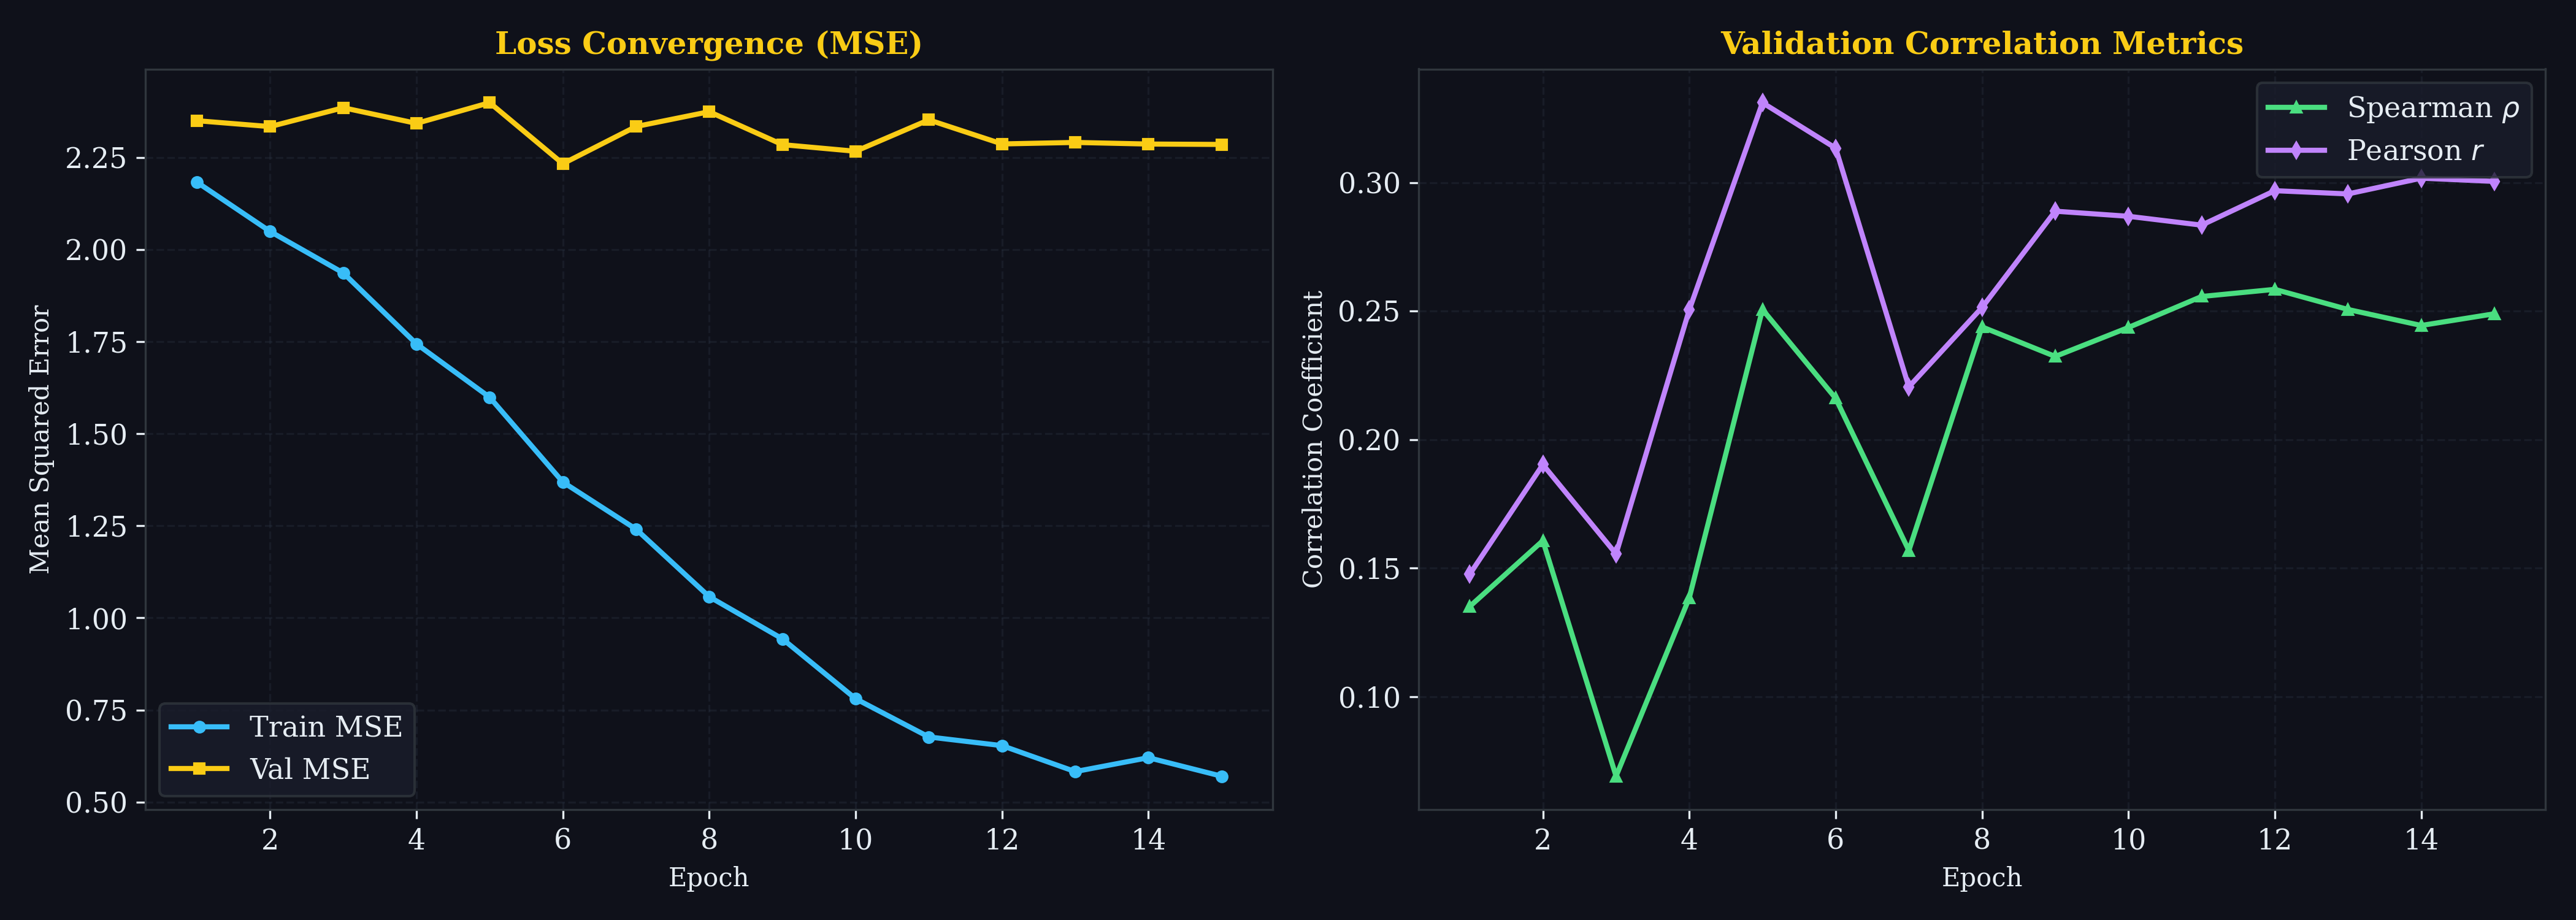 Loss Convergence (MSE)
Mean Squared Error
2.25
2.00
1.75
1.50
1.25
1.00
0.75
0.50
Train MSE
Val MSE
2 4 6 8 10 12 14
Epoch
Validation Correlation Metrics
Correlation Coefficient
Spearman ρ
Pearson r
0.30
0.25
0.20
0.15
0.10
2 4 6 8 10 12 14
Epoch